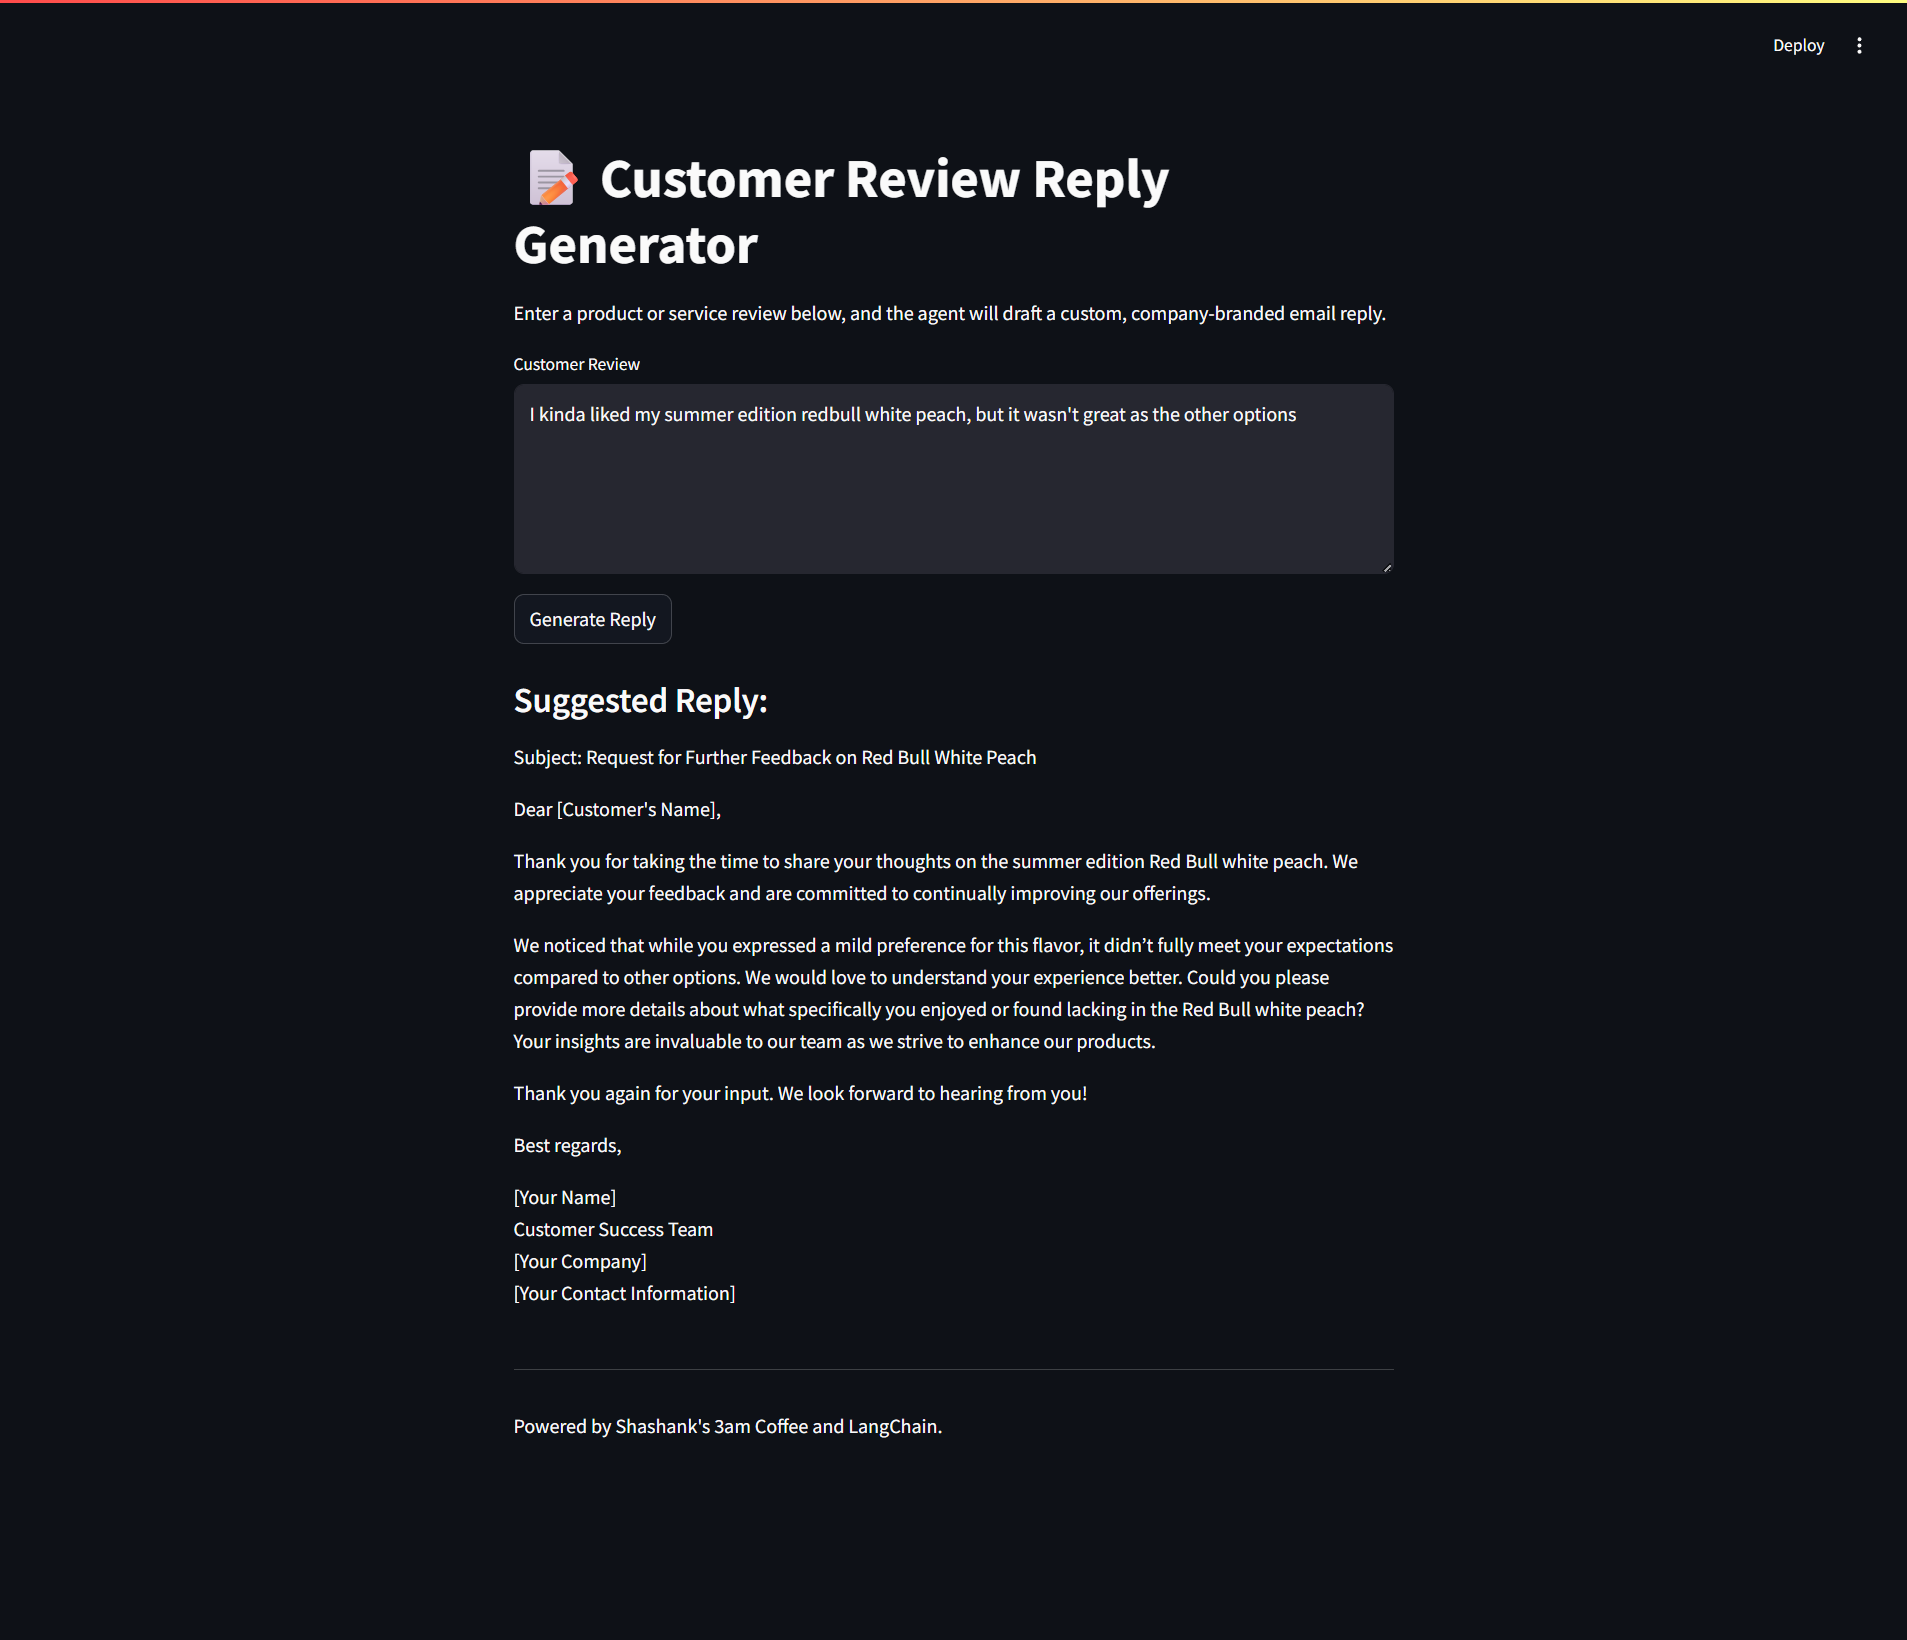 Deploy
Customer Review Reply
Generator
Enter a product or service review below, and the agent will draft a custom, company-branded email reply.
Customer Review
I kinda liked my summer edition redbull white peach, but it wasn't great as the other options
Generate Reply
Suggested Reply:
Subject: Request for Further Feedback on Red Bull White Peach
Dear [Customer's Name],
Thank you for taking the time to share your thoughts on the summer edition Red Bull white peach. We
appreciate your feedback and are committed to continually improving our offerings.
We noticed that while you expressed a mild preference for this flavor, it didn’t fully meet your expectations
compared to other options. We would love to understand your experience better. Could you please
provide more details about what specifically you enjoyed or found lacking in the Red Bull white peach?
Your insights are invaluable to our team as we strive to enhance our products.
Thank you again for your input. We look forward to hearing from you!
Best regards,
[Your Name]
Customer Success Team
[Your Company]
[Your Contact Information]
Powered by Shashank's 3am Coffee and LangChain.